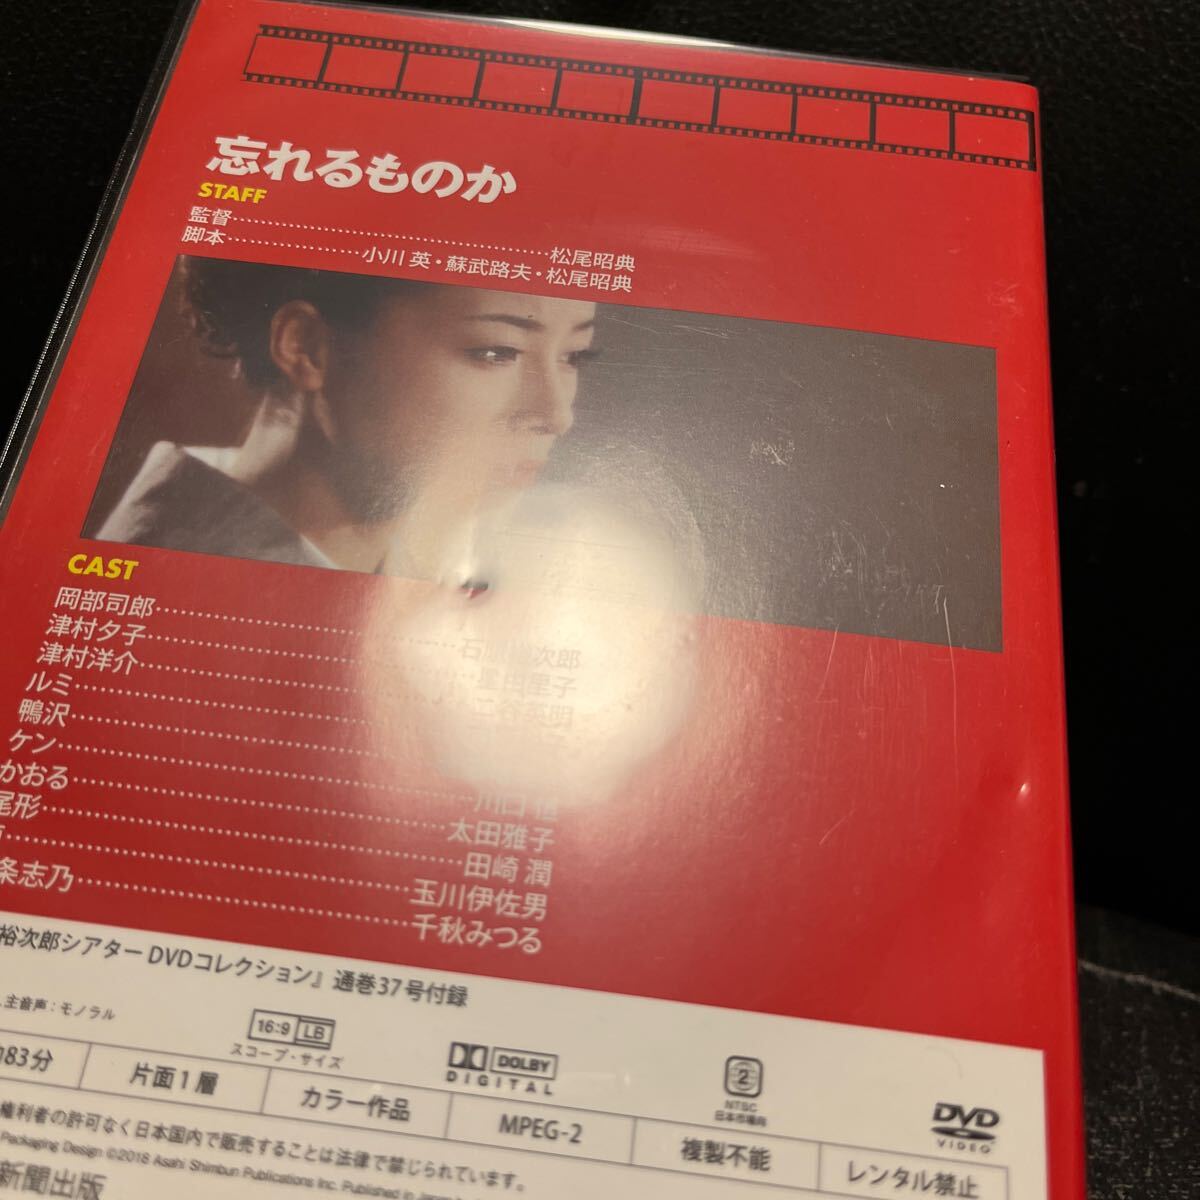 忘れるものか
STAFF
監督……………………………………松尾昭典
脚本………………小川 英・蘇武路夫・松尾昭典
CAST
岡部司郎………………………………石原裕次郎
津村夕子………………………………星由里子
津村洋介………………………………二谷英明
ルミ………………………………
鴨沢………………………………
ケン………………………………川口 恒
かおる………………………………太田雅子
尾形………………………………田崎 潤
………………………………玉川伊佐男
条志乃………………………………千秋みつる
裕次郎シアター DVDコレクション』通巻37号付録
主音声:モノラル
16:9 LB
スコープ・サイズ
DOLBY
DIGITAL
2
NTSC
日本市場向
DVD
VIDEO
83分
片面1層
カラー作品
MPEG-2
複製不能
レンタル禁止
権利者の許可なく日本国内で販売することは法律で禁じられています。
Packaging Design ©2018 Asahi Shimbun Publications Inc. Published in Japan
新聞出版